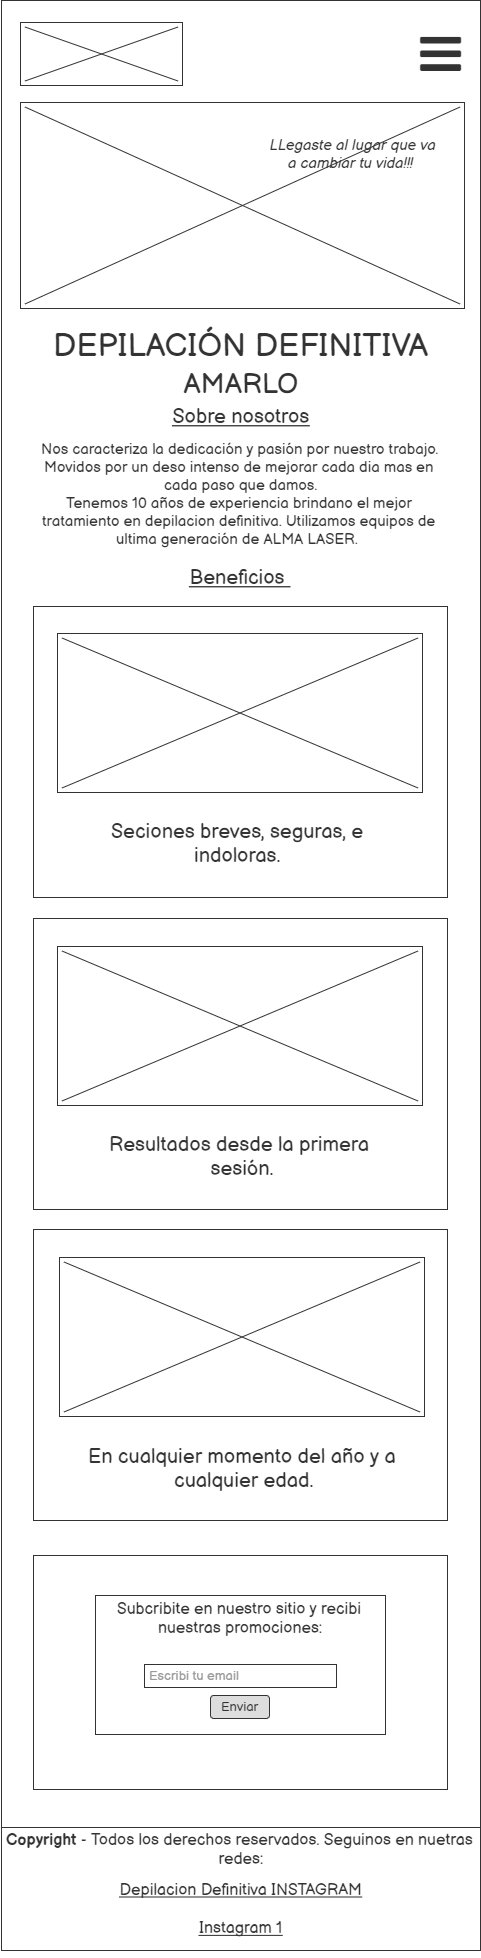 LLegaste al lugar que va
a cambiar tu vida!!!
DEPILACIÓN DEFINITIVA
AMARLO
Sobre nosotros
Nos caracteriza la dedicación y pasión por nuestro trabajo.
Movidos por un deso intenso de mejorar cada dia mas en
cada paso que damos.
Tenemos 10 años de experiencia brindano el mejor
tratamiento en depilacion definitiva. Utilizamos equipos de
ultima generación de ALMA LASER.
Beneficios
Seciones breves, seguras, e
indoloras.
Resultados desde la primera
sesión.
En cualquier momento del año y a
cualquier edad.
Subcribite en nuestro sitio y recibi
nuestras promociones:
Escribi tu email
Enviar
Copyright - Todos los derechos reservados. Seguinos en nuetras
redes:
Depilacion Definitiva INSTAGRAM
Instagram 1